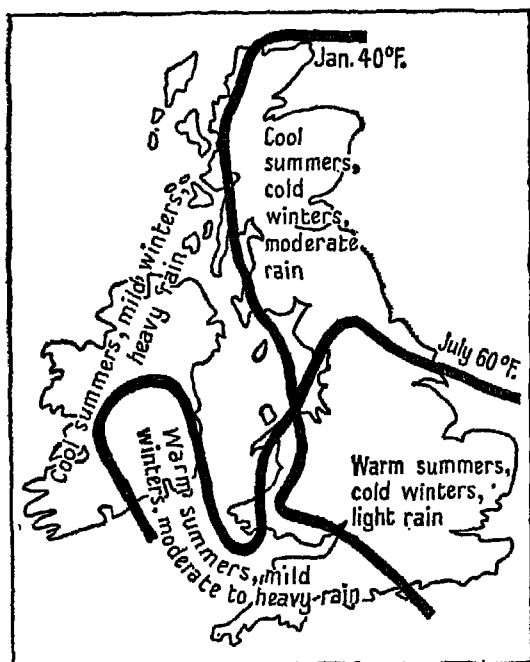 Jan. 40°F.
Cool
summers,
cold
winters,
moderate
rain
Cool summers, mild winters,
heavy rain
July 60°F.
Warm summers,
cold winters,
light rain
Warm summers, mild
winters. moderate to heavy-rain